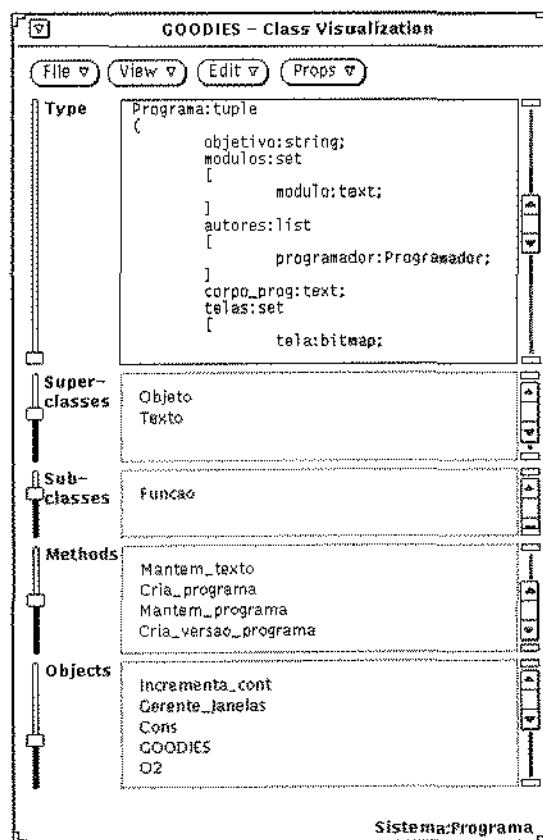 GOODIES - Class Visualization
File View Edit Props
Type
Programa:tuple
(
objetivo:string;
modulos:set
[
modulo:text;
]
autores:list
[
programador:Programador;
]
corpo_prog:text;
telas:set
[
tela:bitmap;
Super-
classes
Objeto
Texto
Sub-
classes
Funcao
Methods
Mantem_texto
Cria_programa
Mantem_programa
Cria_versao_programa
Objects
Incrementa_cont
Gerente_Janelas
Cons
GOODIES
O2
Sistema:Programa